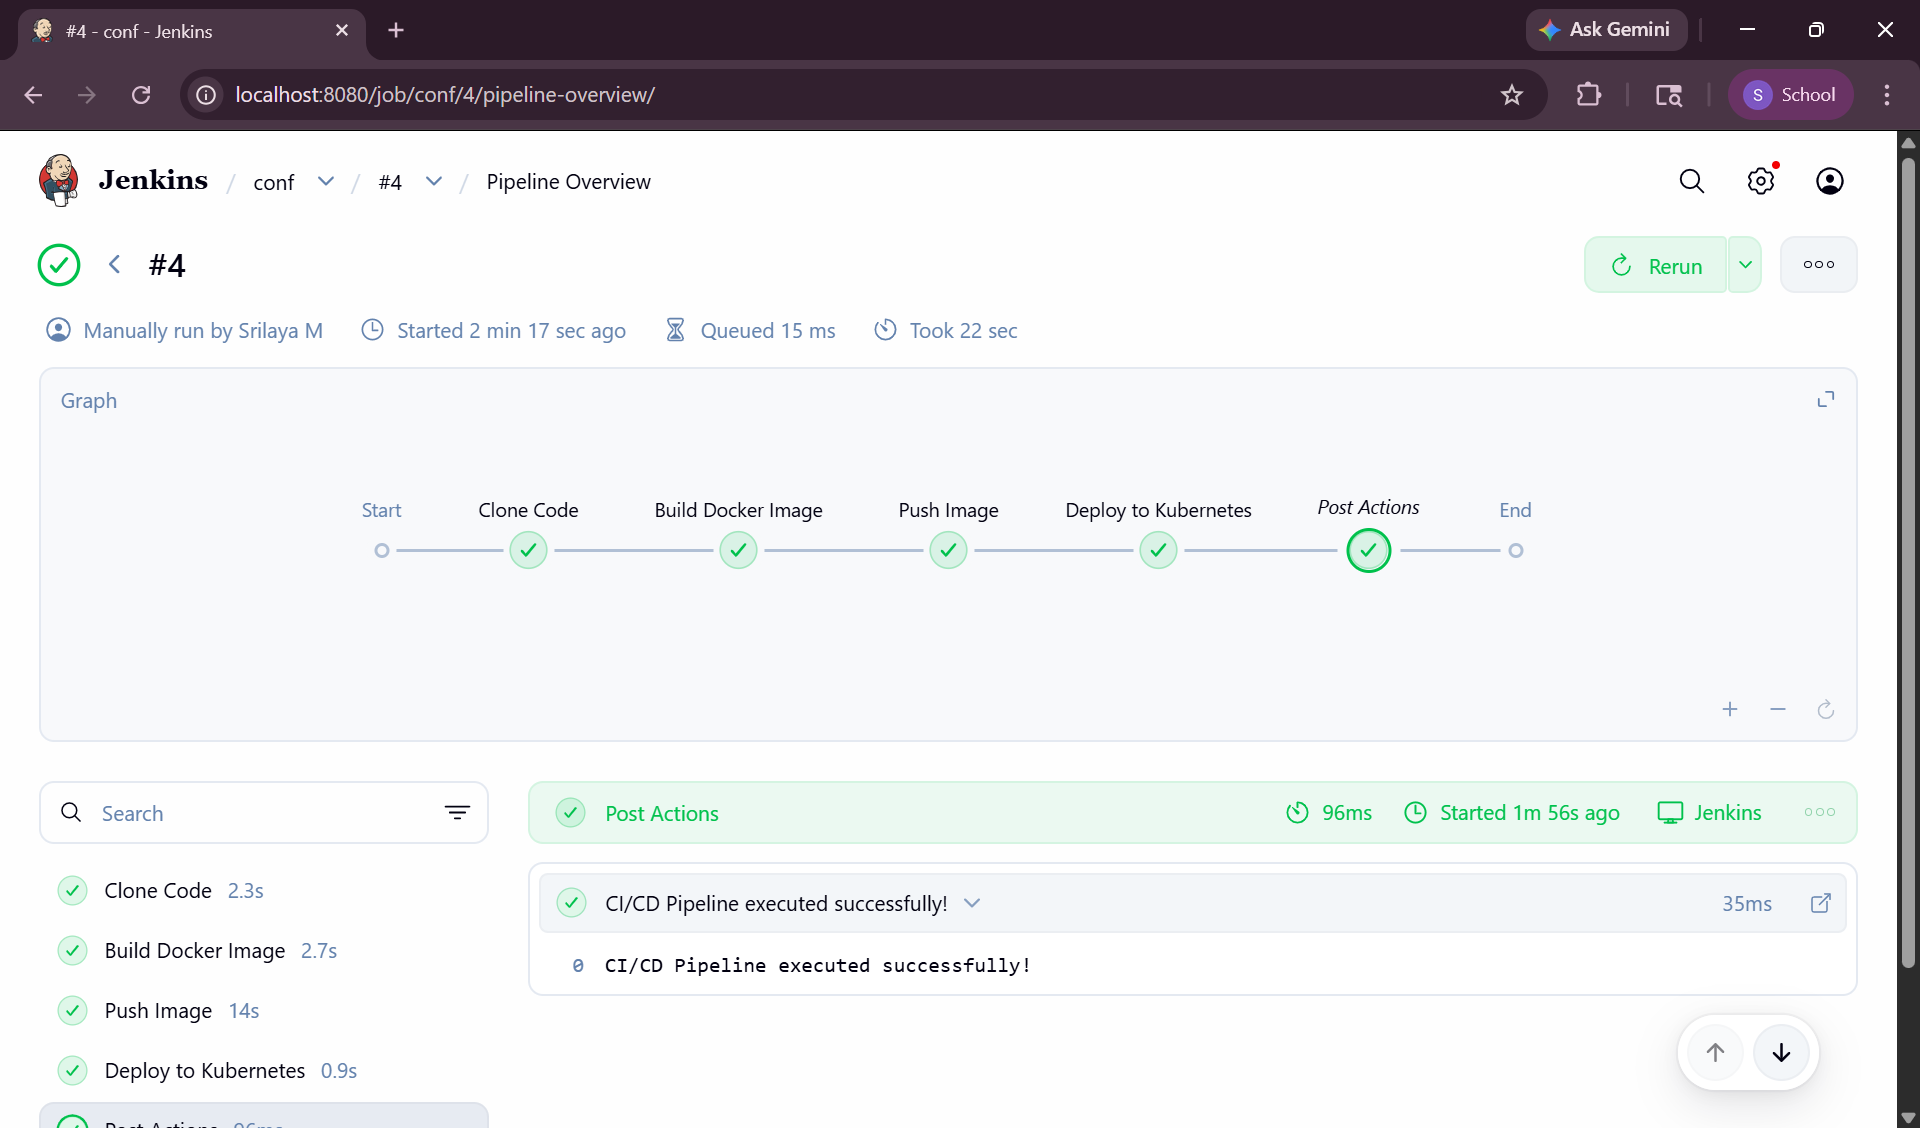 #4 - conf - Jenkins
Ask Gemini
localhost:8080/job/conf/4/pipeline-overview/
S School
Jenkins / conf / #4 / Pipeline Overview
#4
Rerun
Manually run by Srilaya M Started 2 min 17 sec ago Queued 15 ms Took 22 sec
Graph
Start Clone Code Build Docker Image Push Image Deploy to Kubernetes Post Actions End
Search
Post Actions 96ms Started 1m 56s ago Jenkins
Clone Code 2.3s
CI/CD Pipeline executed successfully! 35ms
Build Docker Image 2.7s
0 CI/CD Pipeline executed successfully!
Push Image 14s
Deploy to Kubernetes 0.9s
Post Actions 96ms